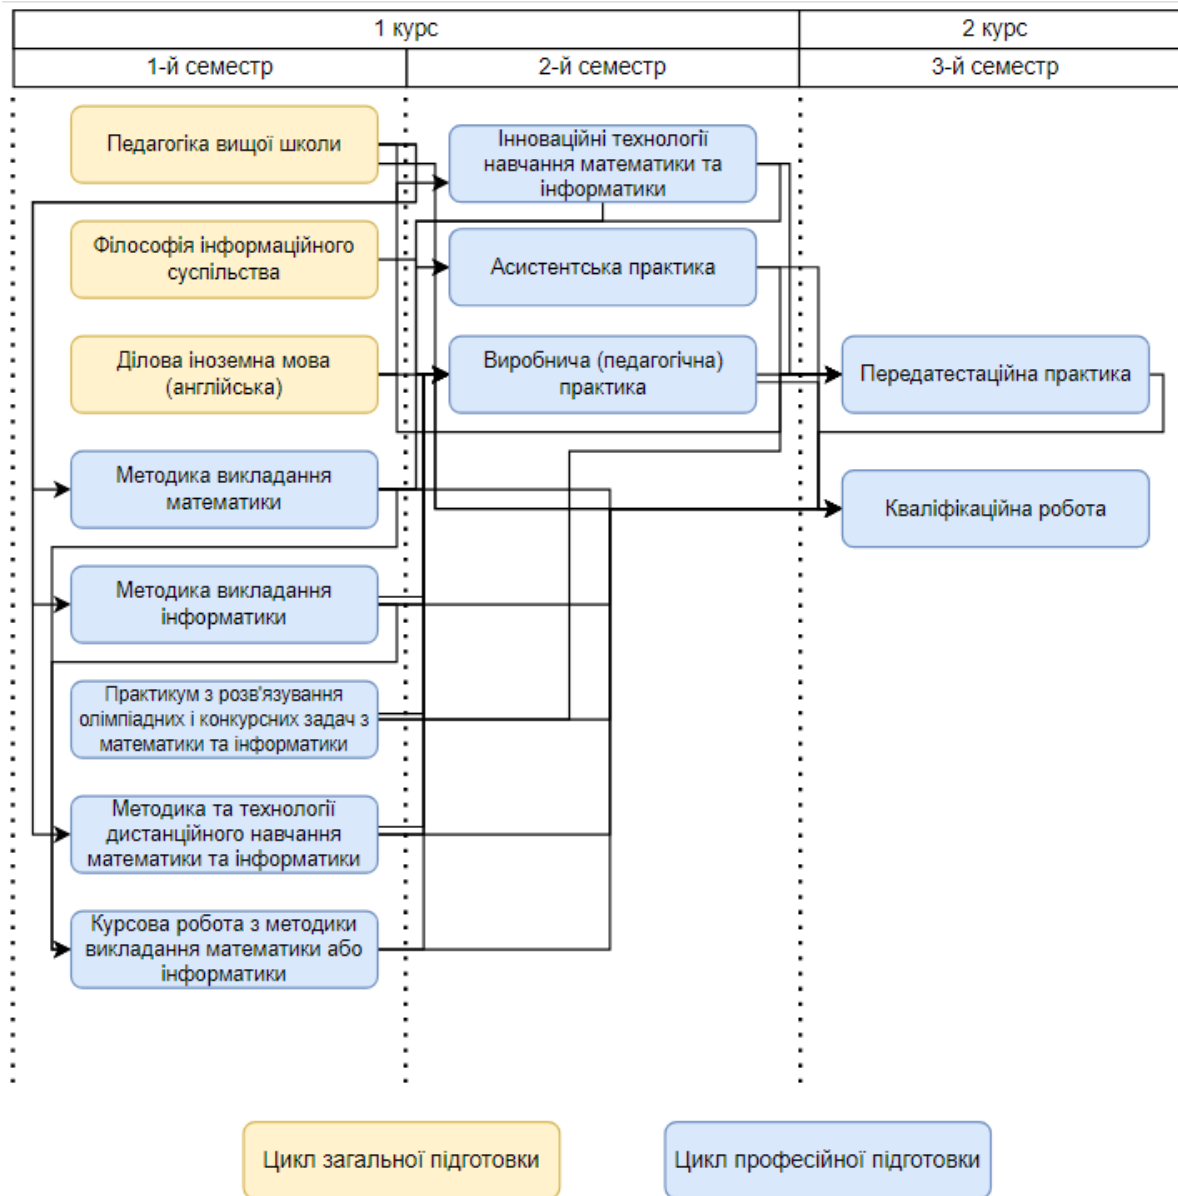 1 курс
2 курс
1-й семестр
2-й семестр
3-й семестр
Педагогіка вищої школи
Філософія інформаційного
суспільства
Ділова іноземна мова
(англійська)
Методика викладання
математики
Методика викладання
інформатики
Практикум з розв'язування
олімпіадних і конкурсних задач з
математики та інформатики
Методика та технології
дистанційного навчання
математики та інформатики
Курсова робота з методики
викладання математики або
інформатики
Інноваційні технології
навчання математики та
інформатики
Асистентська практика
Виробнича (педагогічна)
практика
Передатестаційна практика
Кваліфікаційна робота
Цикл загальної підготовки
Цикл професійної підготовки